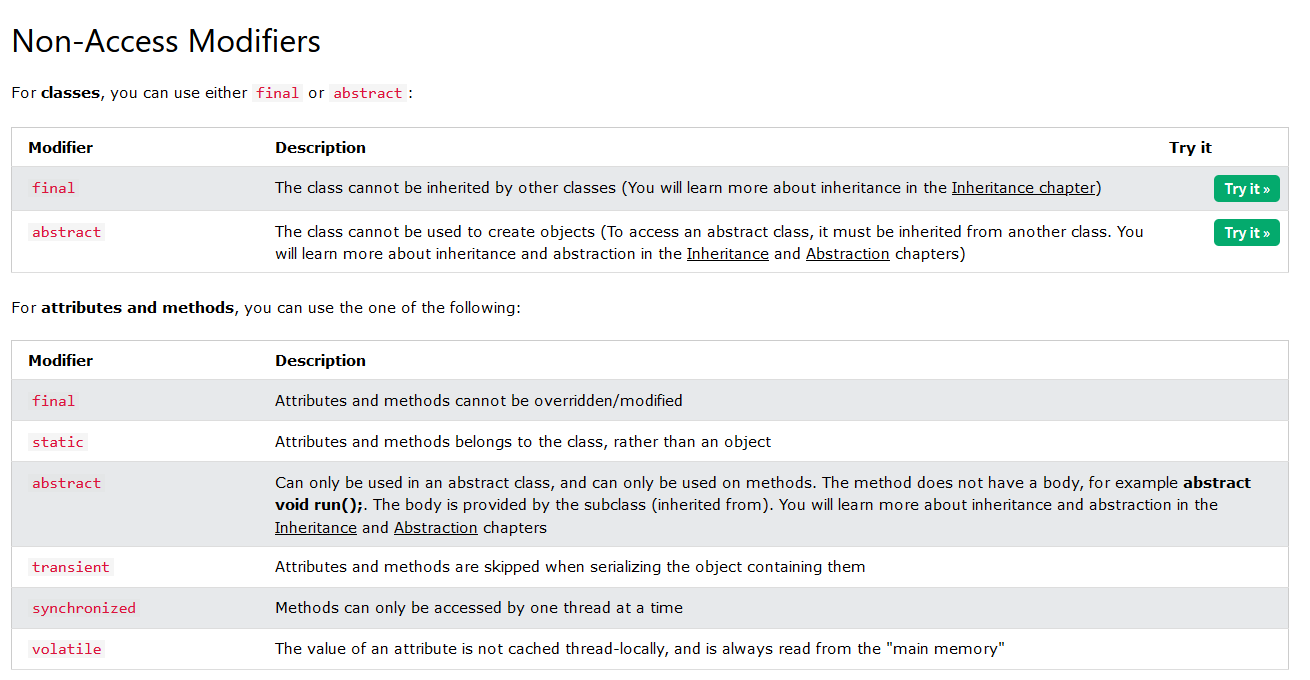 Non-Access Modifiers
For classes, you can use either final or abstract :
Modifier Description Try it
final The class cannot be inherited by other classes (You will learn more about inheritance in the Inheritance chapter) Try it »
abstract The class cannot be used to create objects (To access an abstract class, it must be inherited from another class. You Try it »
will learn more about inheritance and abstraction in the Inheritance and Abstraction chapters)
For attributes and methods, you can use the one of the following:
Modifier Description
final Attributes and methods cannot be overridden/modified
static Attributes and methods belongs to the class, rather than an object
abstract Can only be used in an abstract class, and can only be used on methods. The method does not have a body, for example abstract
void run();. The body is provided by the subclass (inherited from). You will learn more about inheritance and abstraction in the
Inheritance and Abstraction chapters
transient Attributes and methods are skipped when serializing the object containing them
synchronized Methods can only be accessed by one thread at a time
volatile The value of an attribute is not cached thread-locally, and is always read from the "main memory"